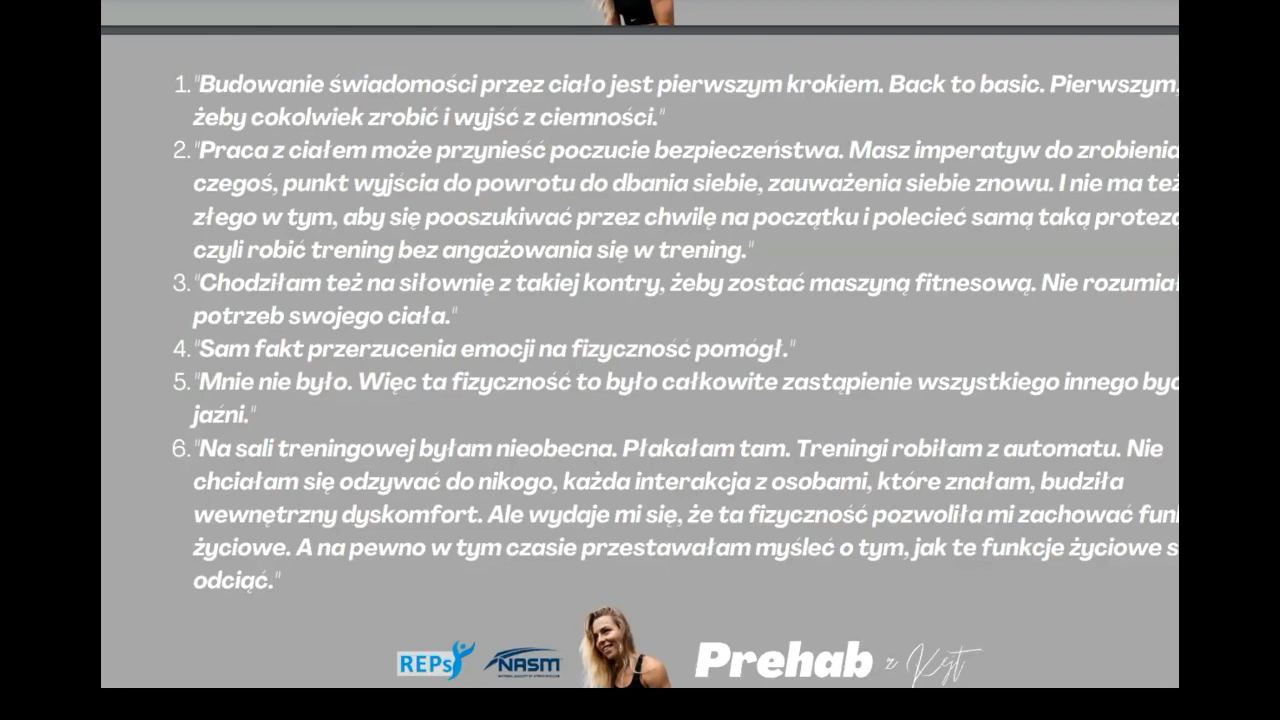 1. "Budowanie świadomości przez ciało jest pierwszym krokiem. Back to basic. Pierwszym,
żeby cokolwiek zrobić i wyjść z ciemności."
2. "Praca z ciałem może przynieść poczucie bezpieczeństwa. Masz imperatyw do zrobienia
czegoś, punkt wyjścia do powrotu do dbania siebie, zauważenia siebie znowu. I nie ma też
złego w tym, aby się pooszukiwać przez chwilę na początku i polecieć samą taką
czyli robić trening bez angażowania się w trening."
3. "Chodziłam też na siłownię z takiej kontry, żeby zostać maszyną fitnesową. Nie
potrzeb swojego ciała."
4. "Sam fakt przerzucenia emocji na fizyczność pomógł."
5. "Mnie nie było. Więc ta fizyczność to było całkowite zastąpienie wszystkiego innego
jaźni."
6. "Na sali treningowej byłam nieobecna. Płakałam tam. Treningi robiłam z automatu. Nie
chciałam się odzywać do nikogo, każda interakcja z osobami, które znałam, budziła
wewnętrzny dyskomfort. Ale wydaje mi się, że ta fizyczność pozwoliła mi zachować
życiowe. A na pewno w tym czasie przestawałam myśleć o tym, jak te funkcje życiowe
odciąć."
REPs NASM Prehab z